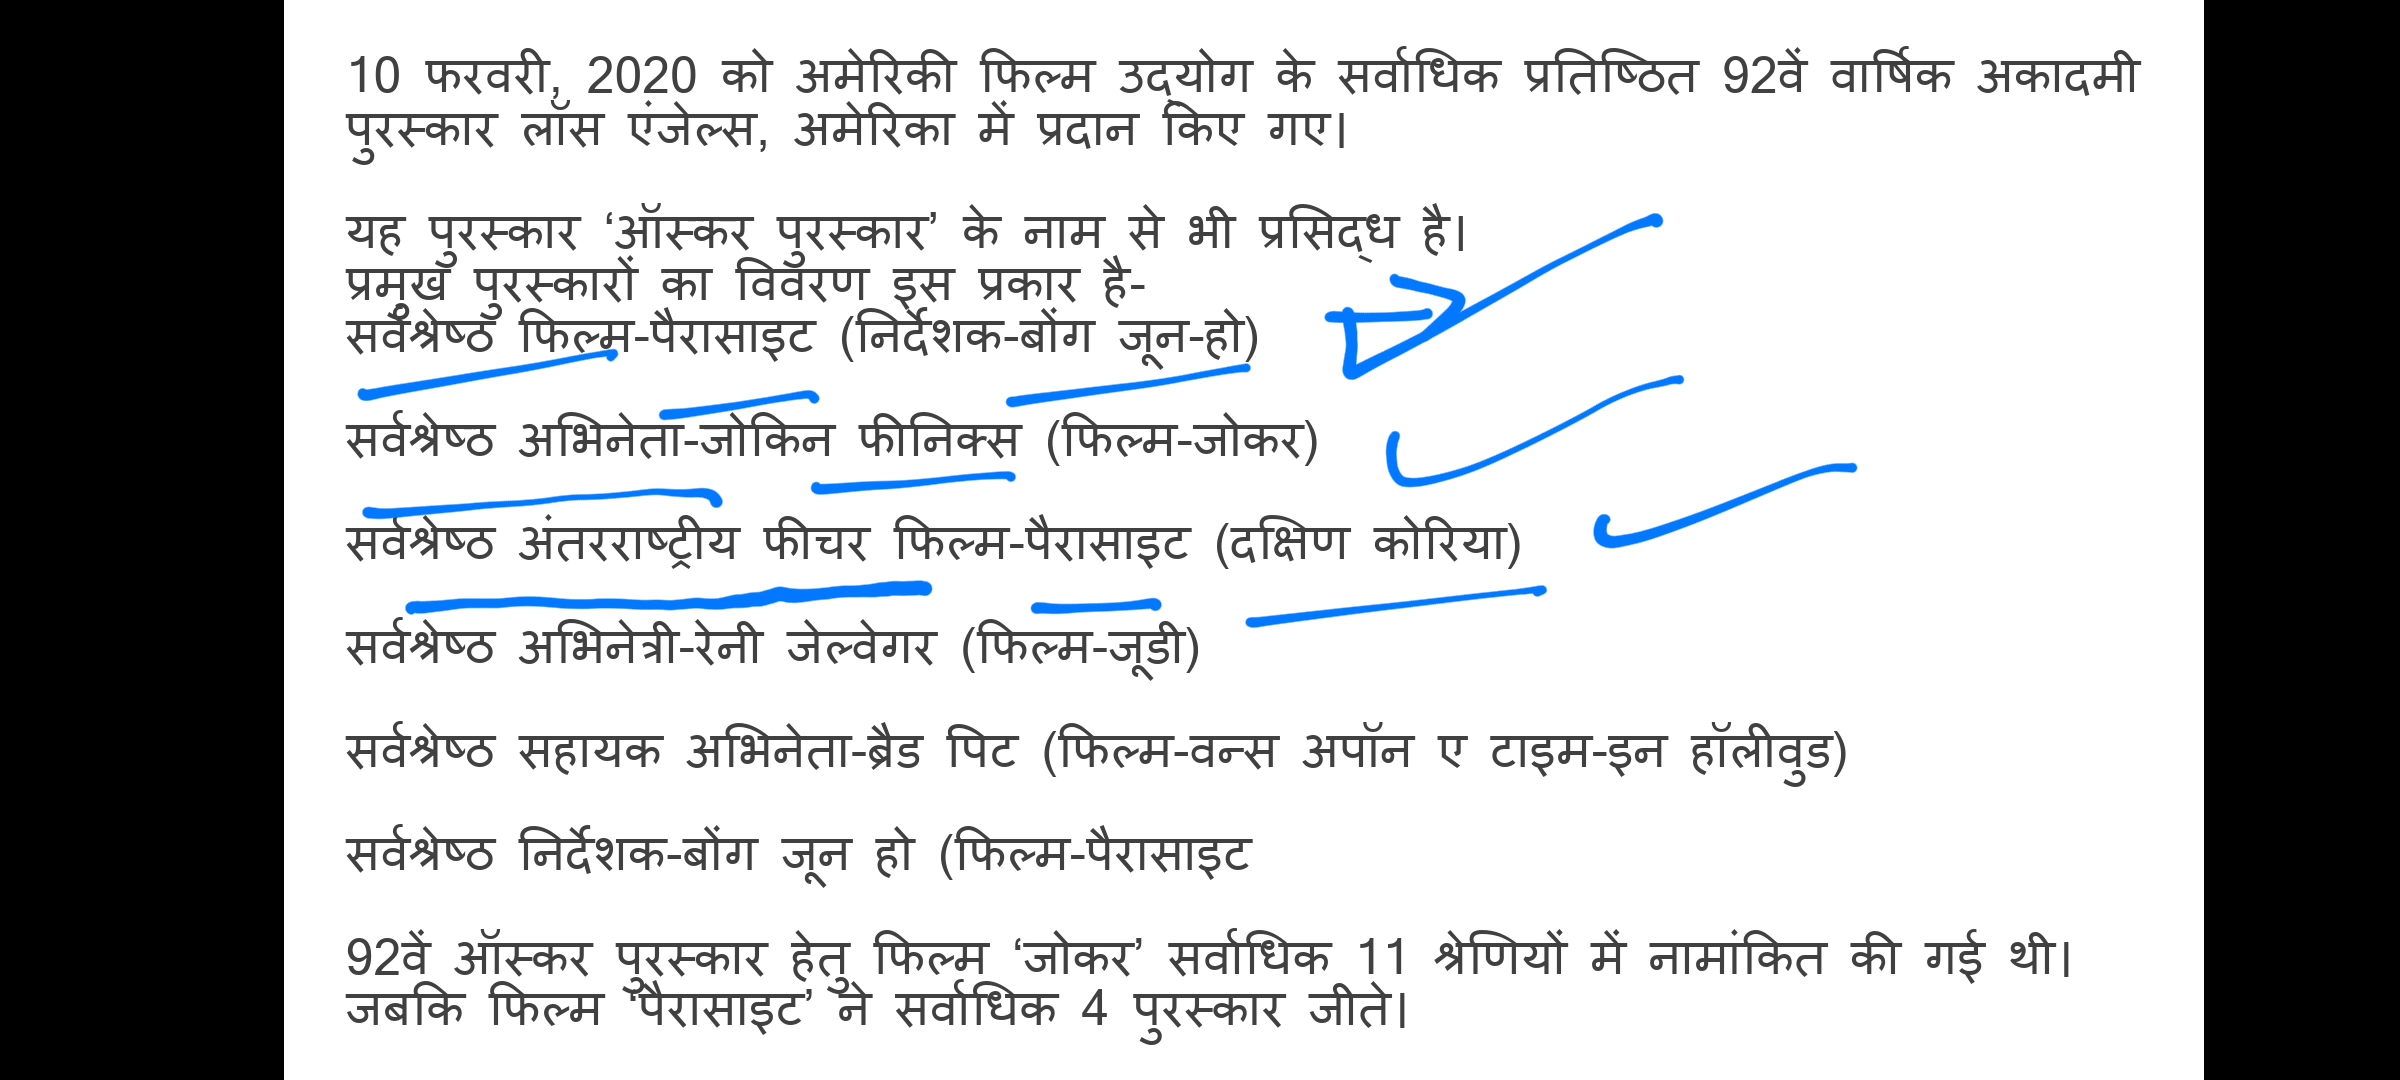 10 फरवरी, 2020 को अमेरिकी फिल्म उद्योग के सर्वाधिक प्रतिष्ठित 92वें वार्षिक अकादमी
पुरस्कार लॉस एंजेल्स, अमेरिका में प्रदान किए गए।
यह पुरस्कार ‘ऑस्कर पुरस्कार’ के नाम से भी प्रसिद्ध है।
प्रमुख पुरस्कारों का विवरण इस प्रकार है-
सर्वश्रेष्ठ फिल्म-पैरासाइट (निर्देशक-बोंग जून-हो)
सर्वश्रेष्ठ अभिनेता-जोकिन फीनिक्स (फिल्म-जोकर)
सर्वश्रेष्ठ अंतरराष्ट्रीय फीचर फिल्म-पैरासाइट (दक्षिण कोरिया)
सर्वश्रेष्ठ अभिनेत्री-रेनी जेल्वेगर (फिल्म-जूडी)
सर्वश्रेष्ठ सहायक अभिनेता-ब्रैड पिट (फिल्म-वन्स अपॉन ए टाइम-इन हॉलीवुड)
सर्वश्रेष्ठ निर्देशक-बोंग जून हो (फिल्म-पैरासाइट
92वें ऑस्कर पुरस्कार हेतु फिल्म ‘जोकर’ सर्वाधिक 11 श्रेणियों में नामांकित की गई थी।
जबकि फिल्म ‘पैरासाइट’ ने सर्वाधिक 4 पुरस्कार जीते।